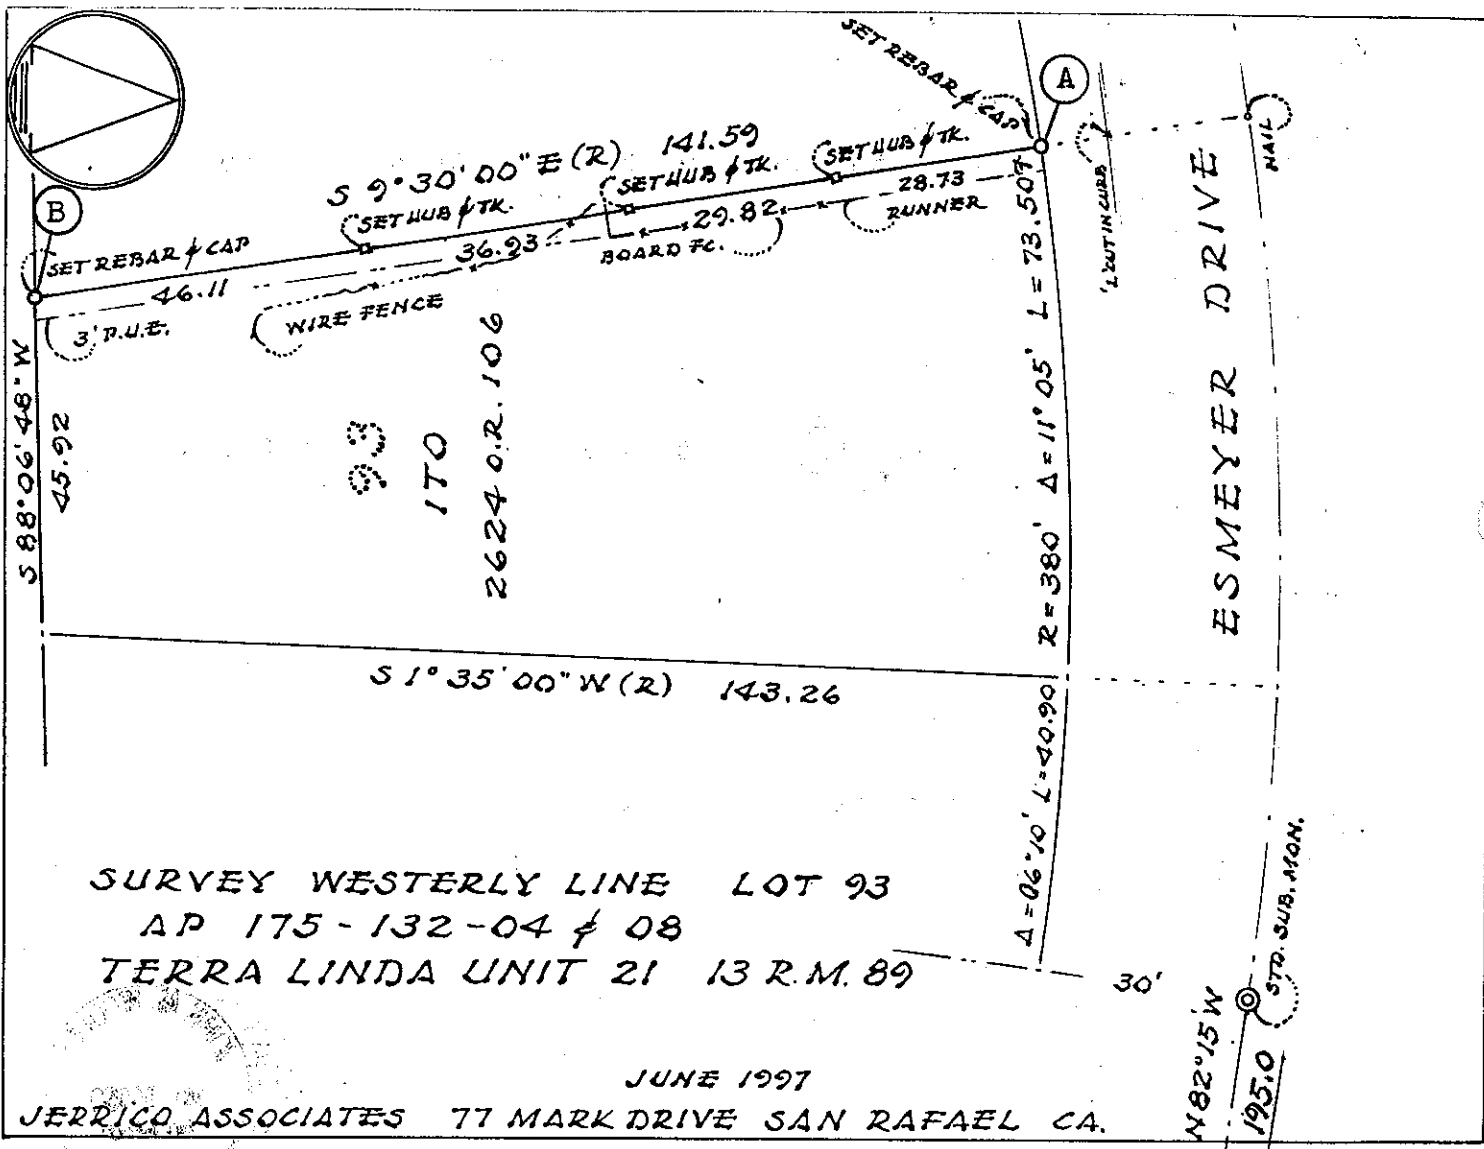 SET REBAR & CAP
A
S 9°30'00" E (R) 141.59
SET HUB & TK.
SET HUB & TK.
SET HUB & TK.
B
SET REBAR & CAP
46.11
36.93
29.82
28.73
RUNNER
BOARD FC.
WIRE FENCE
3' P.U.E.
'L' CUT IN CURB
NAIL
S 88°06'48" W
45.92
93
ITO
2624 O.R. 106
R=380' Δ=11°05' L=73.507
ESMEYER DRIVE
S 1°35'00" W (R) 143.26
Δ=06°10' L=40.90
SURVEY WESTERLY LINE LOT 93
AP 175-132-04 & 08
TERRA LINDA UNIT 21 13 R.M. 89
30'
STD. SUB. MON.
N 82°15' W
195.0
JUNE 1997
JERRICO ASSOCIATES 77 MARK DRIVE SAN RAFAEL CA.